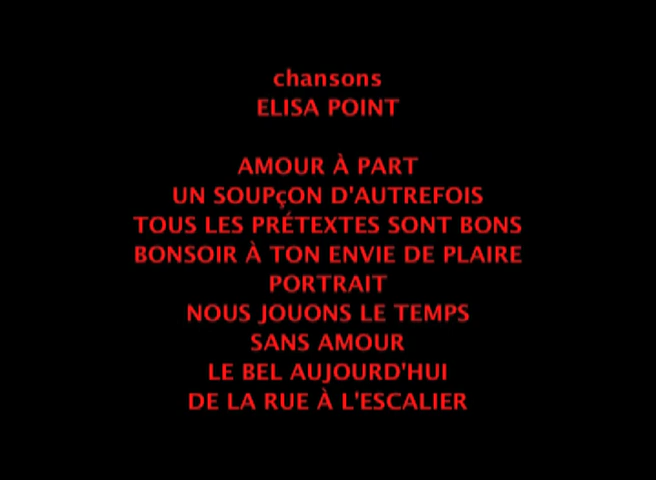 chansons
ELISA POINT
AMOUR À PART
UN SOUPçON D'AUTREFOIS
TOUS LES PRÉTEXTES SONT BONS
BONSOIR À TON ENVIE DE PLAIRE
PORTRAIT
NOUS JOUONS LE TEMPS
SANS AMOUR
LE BEL AUJOURD'HUI
DE LA RUE À L'ESCALIER